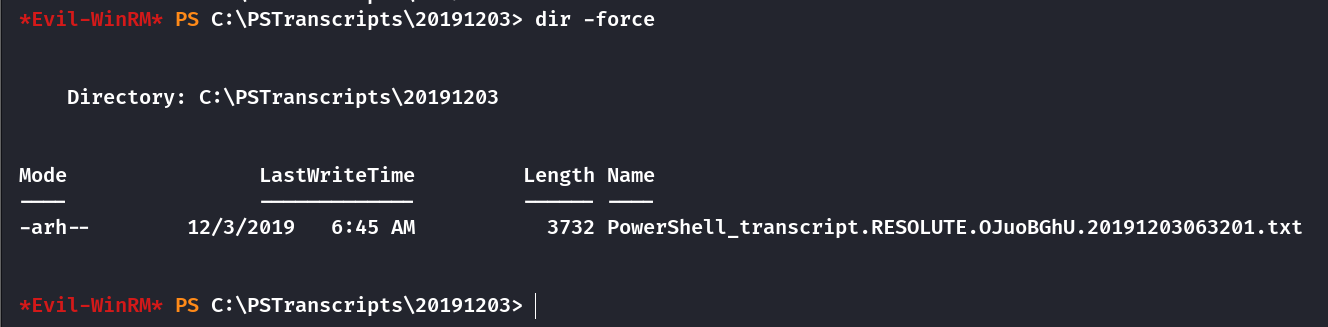 *Evil-WinRM* PS C:\PSTranscripts\20191203> dir -force
Directory: C:\PSTranscripts\20191203
Mode                LastWriteTime         Length Name
----                -------------         ------ ----
-arh--        12/3/2019   6:45 AM           3732 PowerShell_transcript.RESOLUTE.OJuoBGhU.20191203063201.txt
*Evil-WinRM* PS C:\PSTranscripts\20191203>